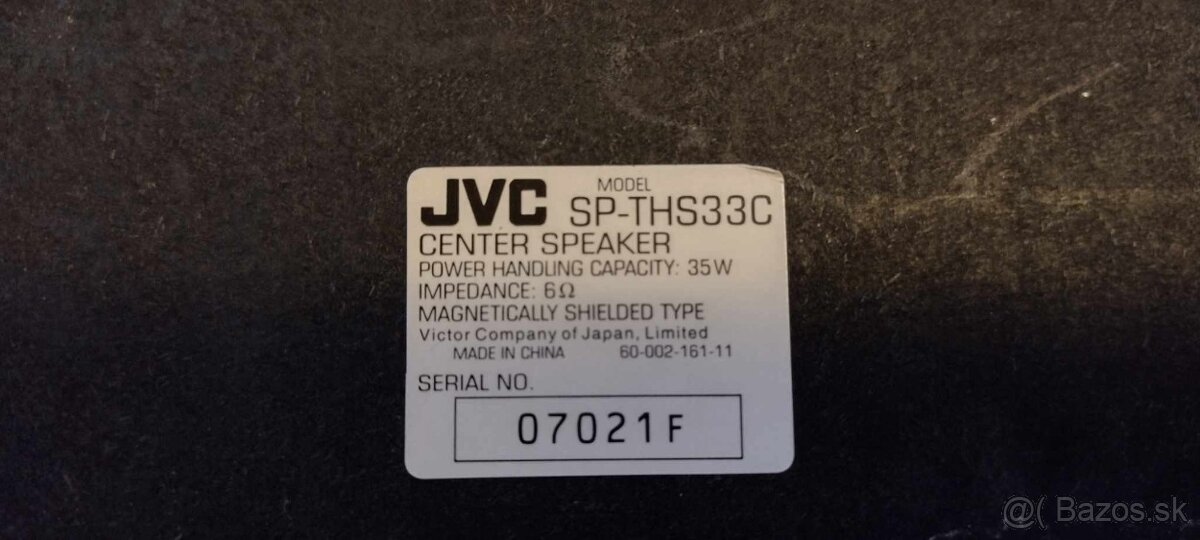 JVC MODEL SP-THS33C
CENTER SPEAKER
POWER HANDLING CAPACITY: 35W
IMPEDANCE: 6Ω
MAGNETICALLY SHIELDED TYPE
Victor Company of Japan, Limited
MADE IN CHINA 60-002-161-11
SERIAL NO.
07021F
@( Bazos.sk